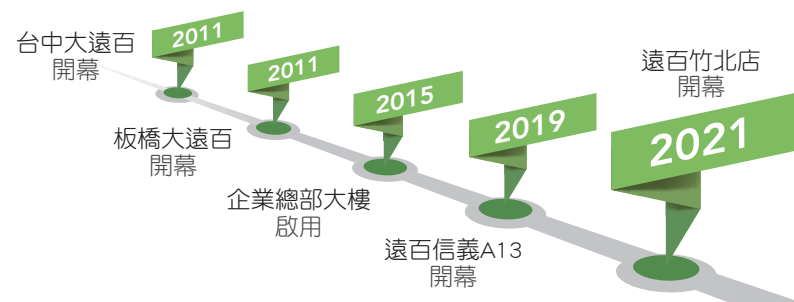 台中大遠百
開幕
2011
板橋大遠百
開幕
2011
企業總部大樓
啟用
2015
遠百信義A13
開幕
2019
遠百竹北店
開幕
2021